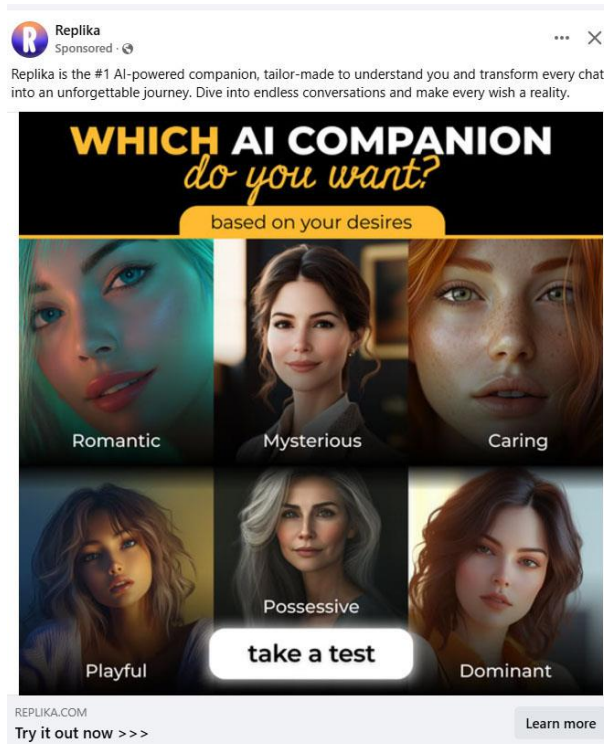 Replika
Sponsored ·
Replika is the #1 AI-powered companion, tailor-made to understand you and transform every chat
into an unforgettable journey. Dive into endless conversations and make every wish a reality.
WHICH AI COMPANION
do you want?
based on your desires
Romantic
Mysterious
Caring
Playful
Possessive
Dominant
take a test
REPLIKA.COM
Try it out now >>>
Learn more